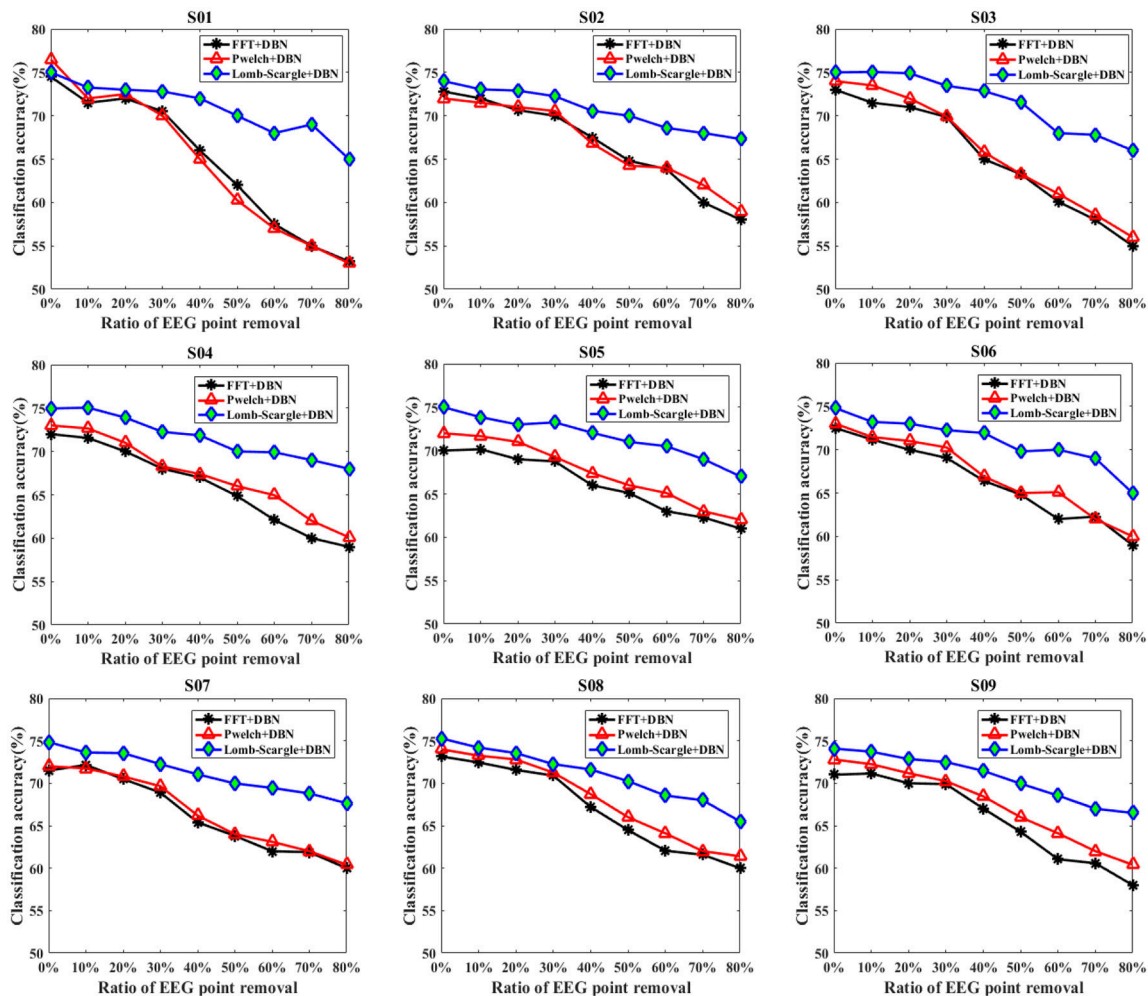 S01
80
75
70
65
60
55
50
Classification accuracy(%)
FFT+DBN
Pwelch+DBN
Lomb-Scargle+DBN
0% 10% 20% 30% 40% 50% 60% 70% 80%
Ratio of EEG point removal
S02
80
75
70
65
60
55
50
Classification accuracy(%)
FFT+DBN
Pwelch+DBN
Lomb-Scargle+DBN
0% 10% 20% 30% 40% 50% 60% 70% 80%
Ratio of EEG point removal
S03
80
75
70
65
60
55
50
Classification accuracy(%)
FFT+DBN
Pwelch+DBN
Lomb-Scargle+DBN
0% 10% 20% 30% 40% 50% 60% 70% 80%
Ratio of EEG point removal
S04
80
75
70
65
60
55
50
Classification accuracy(%)
FFT+DBN
Pwelch+DBN
Lomb-Scargle+DBN
0% 10% 20% 30% 40% 50% 60% 70% 80%
Ratio of EEG point removal
S05
80
75
70
65
60
55
50
Classification accuracy(%)
FFT+DBN
Pwelch+DBN
Lomb-Scargle+DBN
0% 10% 20% 30% 40% 50% 60% 70% 80%
Ratio of EEG point removal
S06
80
75
70
65
60
55
50
Classification accuracy(%)
FFT+DBN
Pwelch+DBN
Lomb-Scargle+DBN
0% 10% 20% 30% 40% 50% 60% 70% 80%
Ratio of EEG point removal
S07
80
75
70
65
60
55
50
Classification accuracy(%)
FFT+DBN
Pwelch+DBN
Lomb-Scargle+DBN
0% 10% 20% 30% 40% 50% 60% 70% 80%
Ratio of EEG point removal
S08
80
75
70
65
60
55
50
Classification accuracy(%)
FFT+DBN
Pwelch+DBN
Lomb-Scargle+DBN
0% 10% 20% 30% 40% 50% 60% 70% 80%
Ratio of EEG point removal
S09
80
75
70
65
60
55
50
Classification accuracy(%)
FFT+DBN
Pwelch+DBN
Lomb-Scargle+DBN
0% 10% 20% 30% 40% 50% 60% 70% 80%
Ratio of EEG point removal